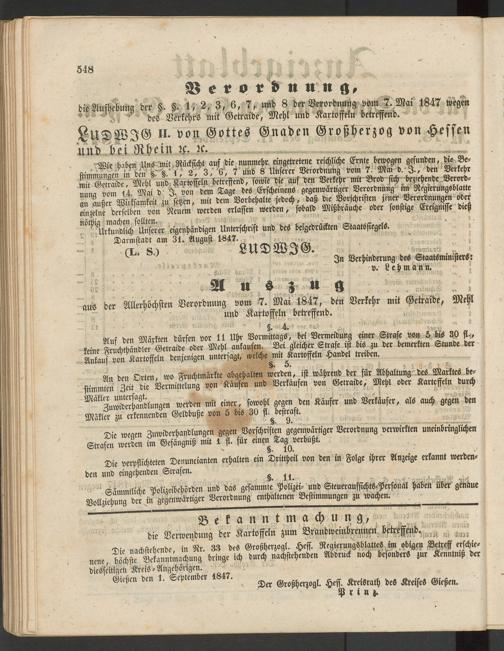 548
Verordnung,
die Aufhebung der §. §. 1, 2, 3, 6, 7, und 8 der Verordnung vom 7. Mai 1847 wegen
des Verkehrs mit Getraide, Mehl und Kartoffeln betreffend.
LUDWIG II. von Gottes Gnaden Großherzog von Hessen
und bei Rhein ꝛc. ꝛc.
Wir haben Uns mit Rücksicht auf die nunmehr eingetretene reichliche Ernte bewogen gefunden, die Be-
stimmungen in den §. §. 1, 2, 3, 6, 7 und 8 Unserer Verordnung vom 7. Mai d. J., den Verkehr
mit Getraide, Mehl und Kartoffeln betreffend, sowie die auf den Verkehr mit Brod sich beziehende Verord-
nung vom 14. Mai d. J. von dem Tage des Erscheinens gegenwärtiger Verordnung im Regierungsblatte
an außer Wirksamkeit zu setzen, mit dem Vorbehalte jedoch, daß die Vorschriften jener Verordnungen oder
einzelne derselben von Neuem werden erlassen werden, sobald Mißbräuche oder sonstige Ereignisse dieß
nöthig machen sollten.
Urkundlich Unserer eigenhändigen Unterschrift und des beigedrückten Staatssiegels.
Darmstadt am 31. August 1847.
(L. S.) LUDWIG.
In Verhinderung des Staatsministers:
v. Lehmann.
Auszug
aus der Allerhöchsten Verordnung vom 7. Mai 1847, den Verkehr mit Getraide, Mehl
und Kartoffeln betreffend.
§. 4.
Auf den Märkten dürfen vor 11 Uhr Vormittags, bei Vermeidung einer Strafe von 5 bis 30 fl.,
keine Fruchthändler Getraide oder Mehl ankaufen. Bei gleicher Strafe ist bis zu der bemerkten Stunde der
Ankauf von Kartoffeln denjenigen untersagt, welche mit Kartoffeln Handel treiben.
§. 5.
An den Orten, wo Fruchtmärkte abgehalten werden, ist während der für Abhaltung des Marktes be-
stimmten Zeit die Vermittelung von Käufen und Verkäufen von Getraide, Mehl oder Kartoffeln durch
Mäkler untersagt.
Zuwiderhandlungen werden mit einer, sowohl gegen den Käufer und Verkäufer, als auch gegen den
Mäkler zu erkennenden Geldbuße von 5 bis 30 fl. bestraft.
§. 9.
Die wegen Zuwiderhandlungen gegen Vorschriften gegenwärtiger Verordnung verwirkten uneinbringlichen
Strafen werden im Gefängniß mit 1 fl. für einen Tag verbüßt.
§. 10.
Die verpflichteten Denuncianten erhalten ein Drittheil von den in Folge ihrer Anzeige erkannt werden-
den und eingehenden Strafen.
§. 11.
Sämmtliche Polizeibehörden und das gesammte Polizei- und Steueraufsichts-Personal haben über genaue
Vollziehung der in gegenwärtiger Verordnung enthaltenen Bestimmungen zu wachen.
Bekanntmachung,
die Verwendung der Kartoffeln zum Brandweinbrennen betreffend.
Die nachstehende, in Nr. 33 des Großherzogl. Hess. Regierungsblattes im obigen Betreff erschie-
nene, höchste Bekanntmachung bringe ich durch nachstehenden Abdruck noch besonders zur Kenntniß der
diesseitigen Kreis-Angehörigen.
Gießen den 1. September 1847.
Der Großherzogl. Hess. Kreisrath des Kreises Gießen.
Prinz.